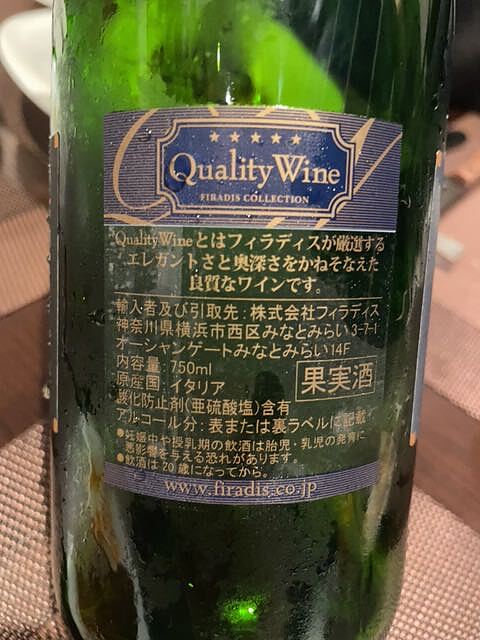 ★★★★★
Quality Wine
FIRADIS COLLECTION
Quality Wineとはフィラディスが厳選する
エレガントさと奥深さをかねそなえた
良質なワインです。
輸入者及び引取先：株式会社フィラディス
神奈川県横浜市西区みなとみらい3-7-1
オーシャンゲートみなとみらい14F
内容量：750ml
原産国：イタリア
果実酒
酸化防止剤(亜硫酸塩)含有
アルコール分：表または裏ラベルに記載
●妊娠中や授乳期の飲酒は胎児・乳児の発育に
悪影響を与える恐れがあります。
●飲酒は20歳になってから。
www.firadis.co.jp